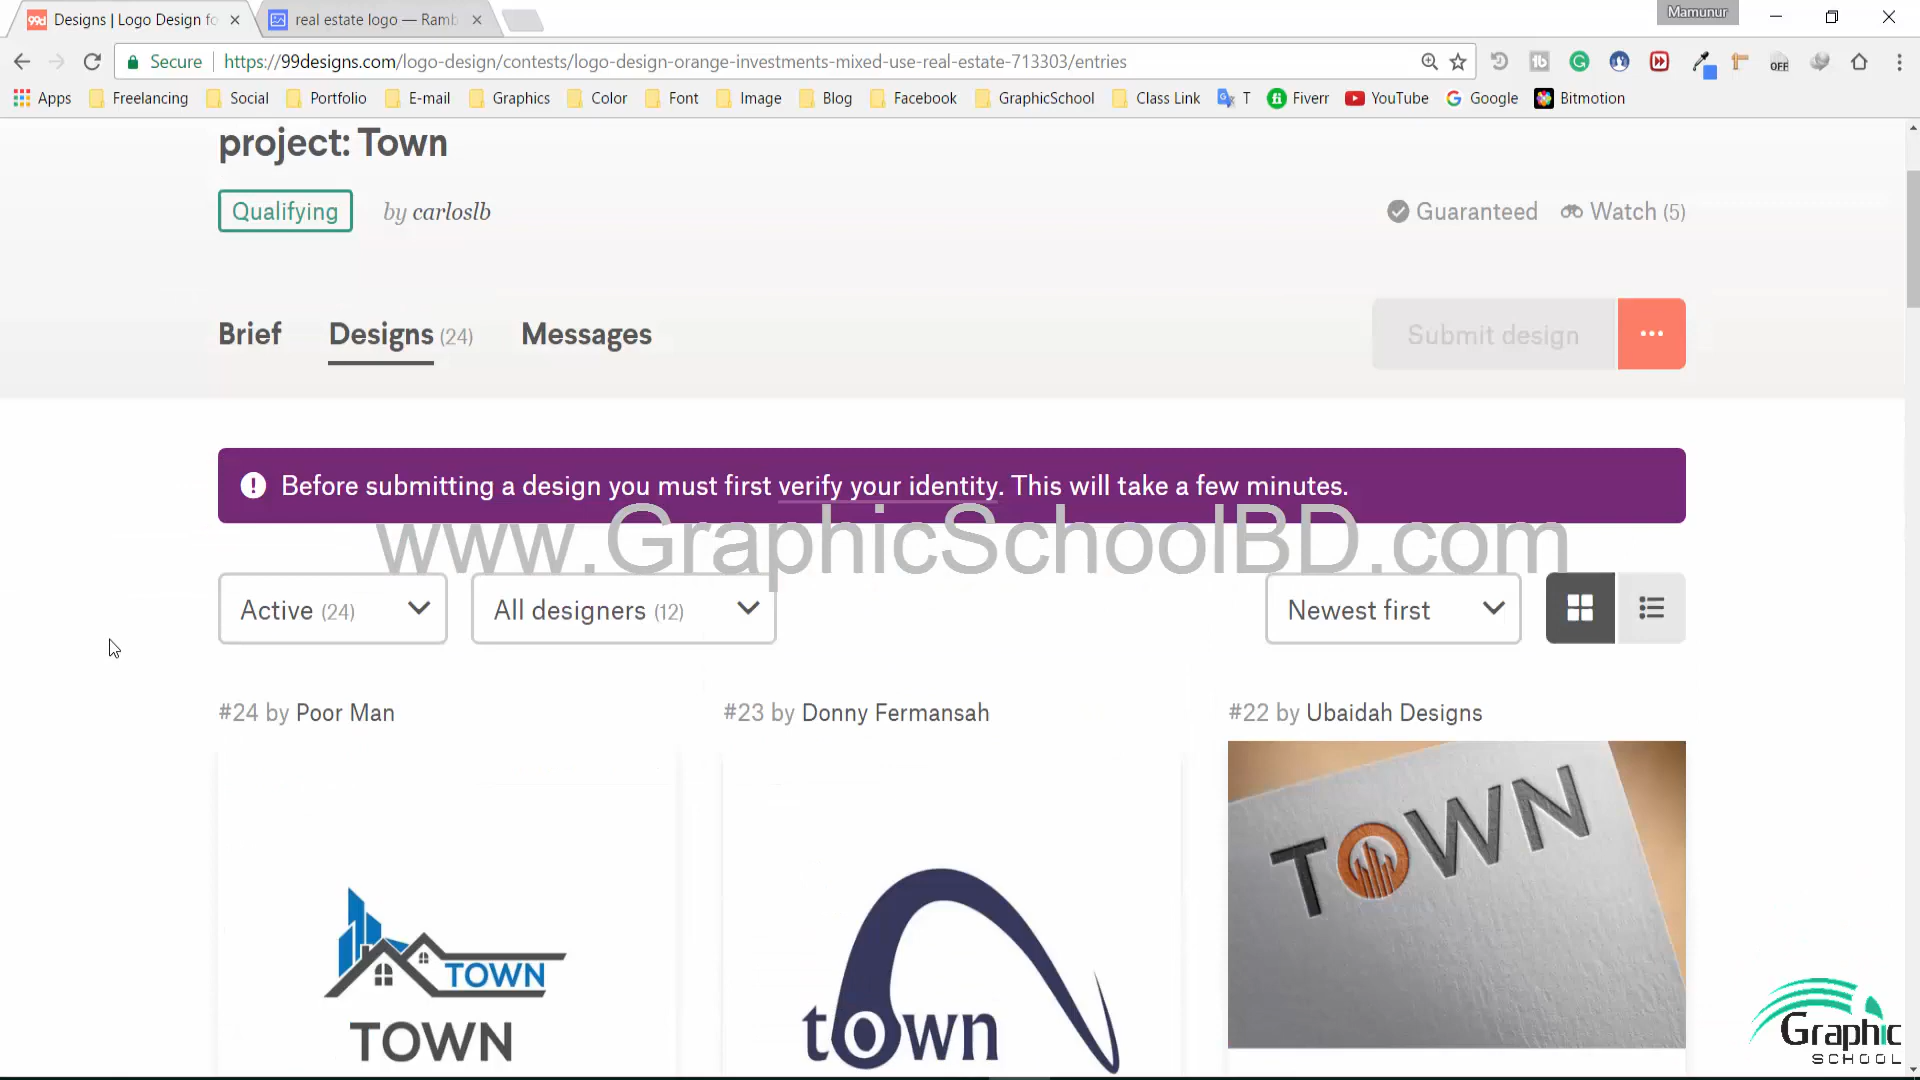 Designs | Logo Design fo
real estate logo — Ramb
Mamunur
Secure
https://99designs.com/logo-design/contests/logo-design-orange-investments-mixed-use-real-estate-713303/entries
Apps
Freelancing
Social
Portfolio
E-mail
Graphics
Color
Font
Image
Blog
Facebook
GraphicSchool
Class Link
T
Fiverr
YouTube
Google
Bitmotion
project: Town
Qualifying
by carloslb
Guaranteed
Watch (5)
Brief
Designs (24)
Messages
Submit design
Before submitting a design you must first verify your identity. This will take a few minutes.
www.GraphicSchoolBD.com
Active (24)
All designers (12)
Newest first
#24 by Poor Man
#23 by Donny Fermansah
#22 by Ubaidah Designs
TOWN
TOWN
town
TOWN
Graphic
SCHOOL
99d
OFF